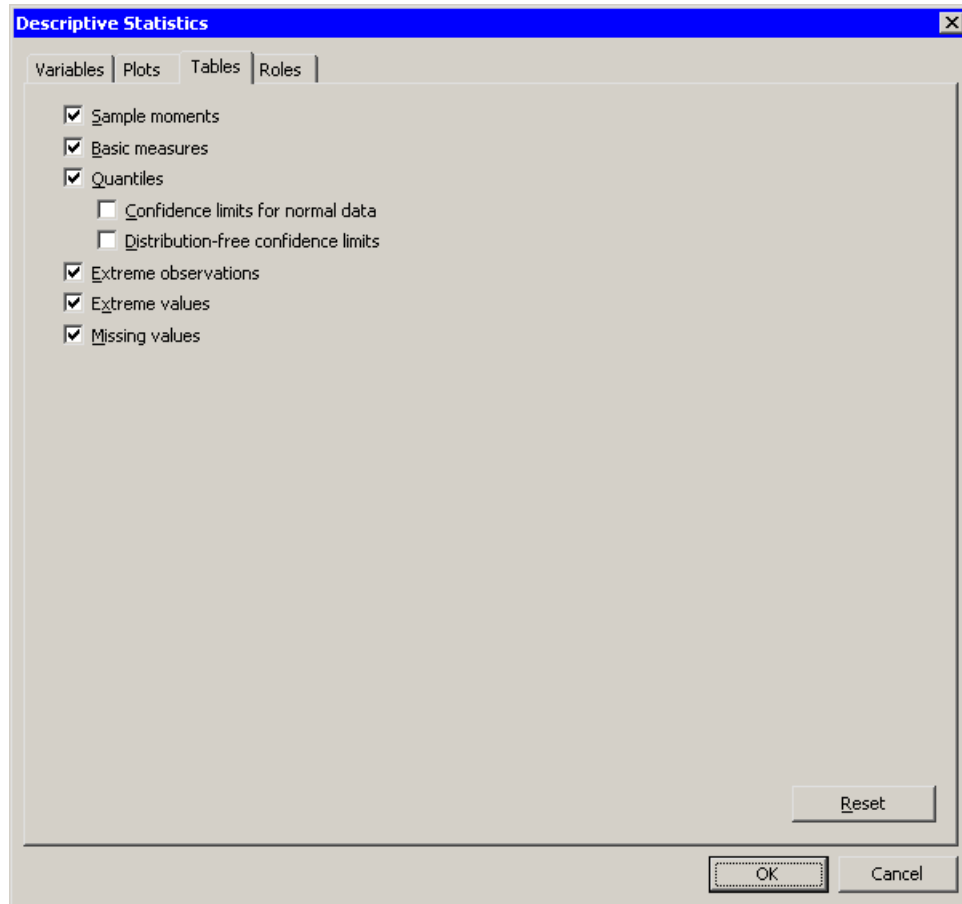 Descriptive Statistics
Variables Plots Tables Roles
Sample moments
Basic measures
Quantiles
Confidence limits for normal data
Distribution-free confidence limits
Extreme observations
Extreme values
Missing values
Reset
OK Cancel